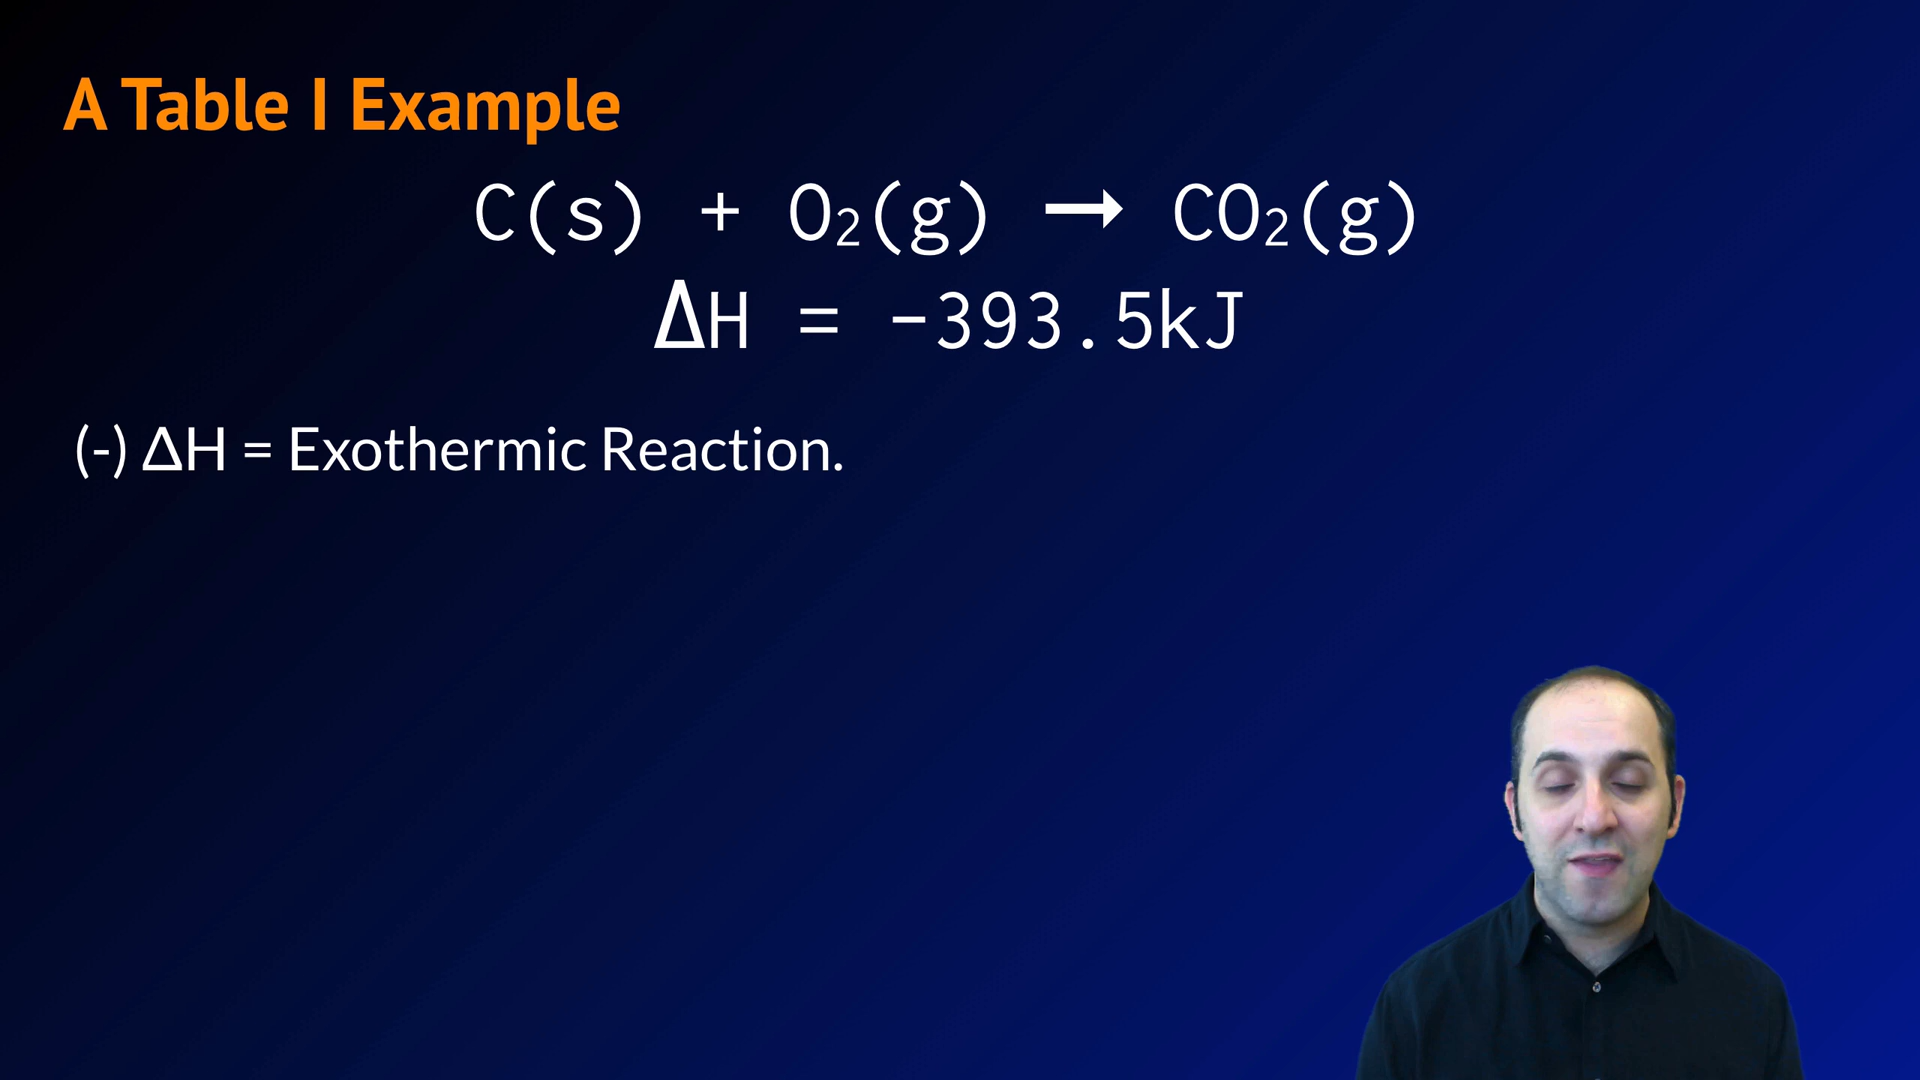 A Table I Example
C(s) + O₂(g) → CO₂(g)
ΔH = -393.5kJ
(-) ΔH = Exothermic Reaction.